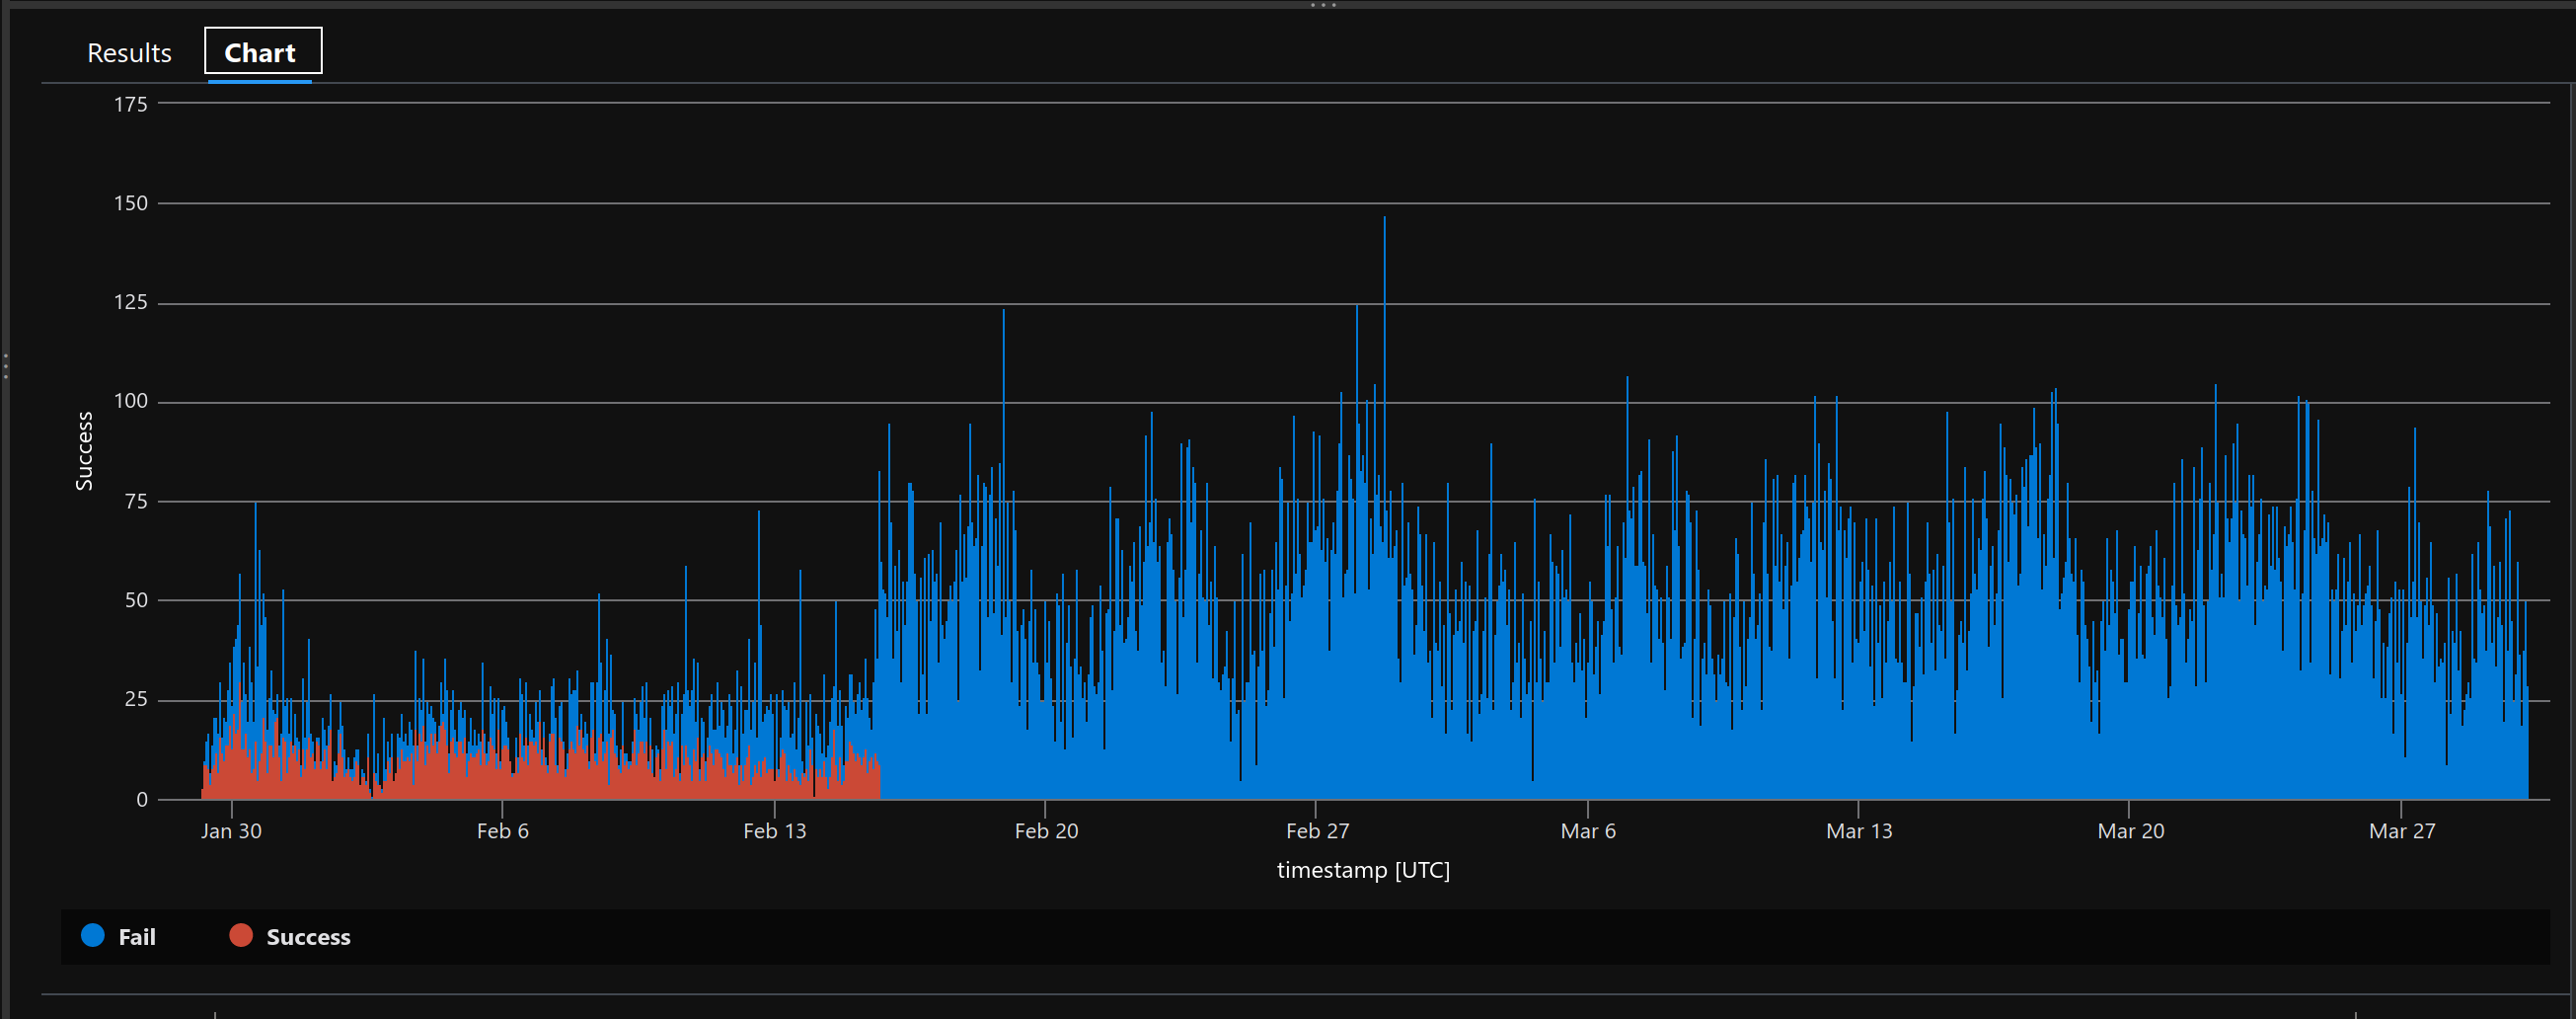 Results Chart
175
150
125
100
75
50
25
0
Success
Jan 30 Feb 6 Feb 13 Feb 20 Feb 27 Mar 6 Mar 13 Mar 20 Mar 27
timestamp [UTC]
Fail Success